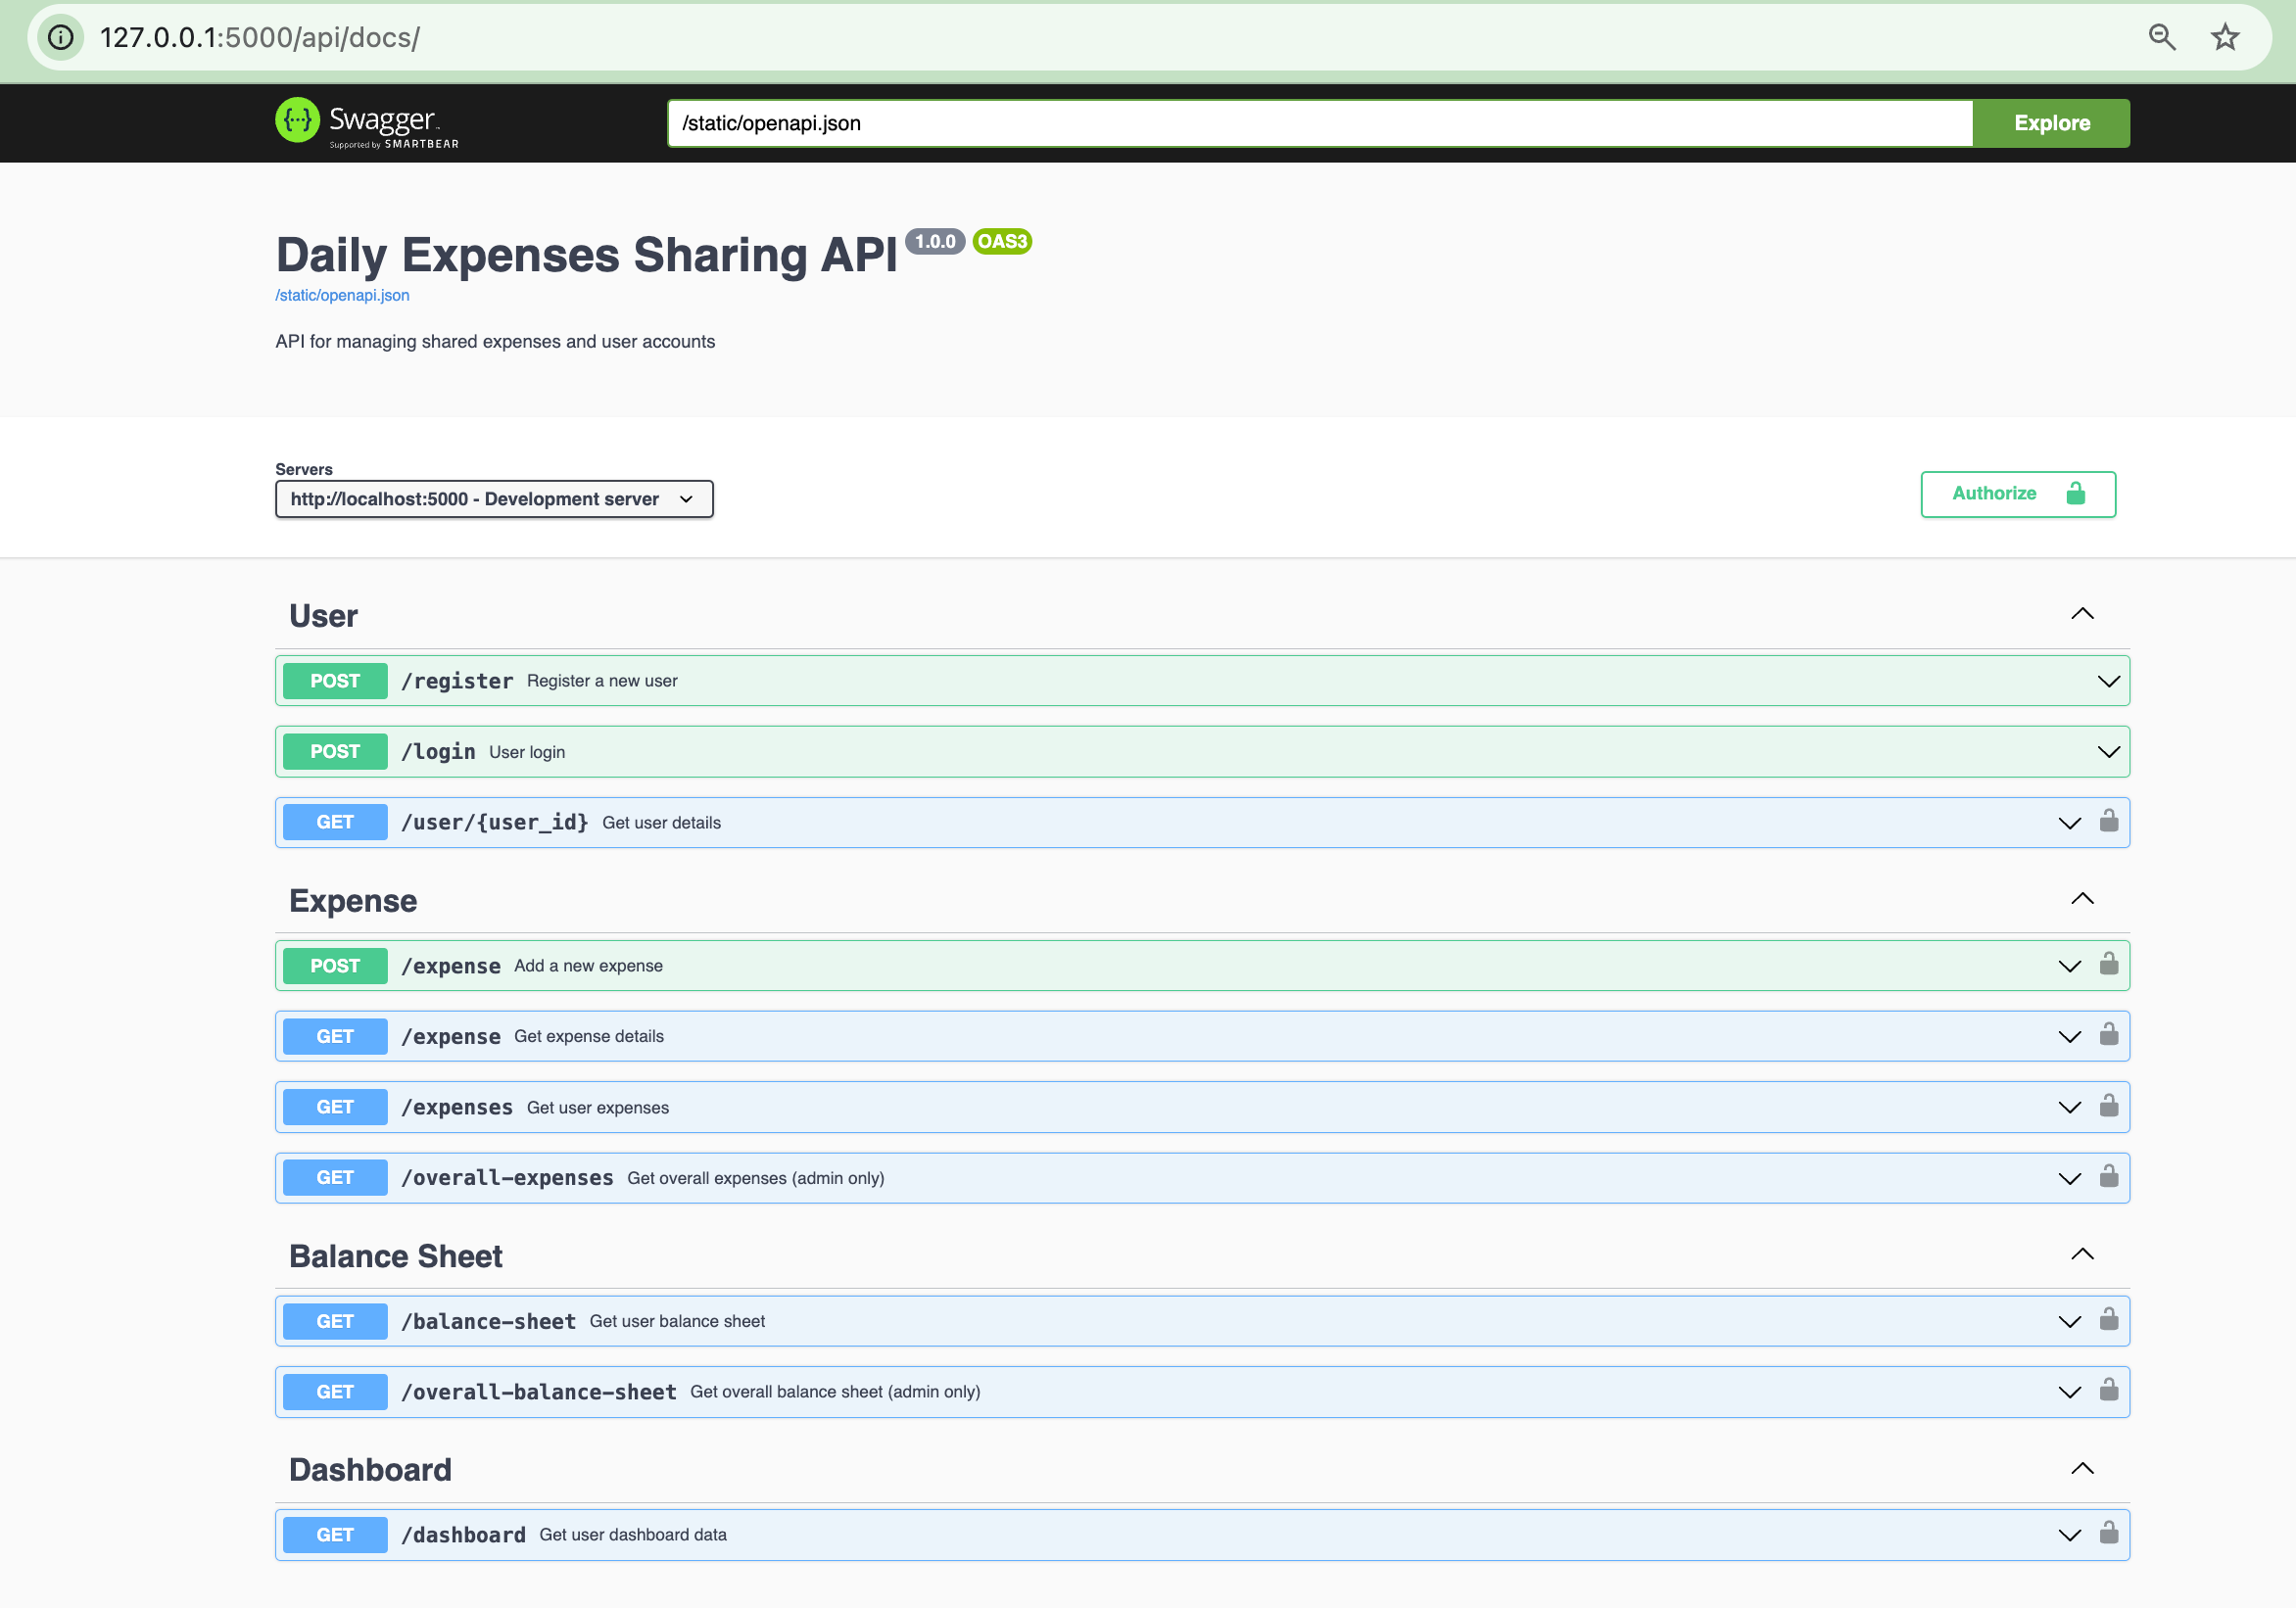 127.0.0.1:5000/api/docs/
{···} Swagger™
Supported by SMARTBEAR
/static/openapi.json
Explore
Daily Expenses Sharing API 1.0.0 OAS3
/static/openapi.json
API for managing shared expenses and user accounts
Servers
http://localhost:5000 - Development server
Authorize
User
POST /register Register a new user
POST /login User login
GET /user/{user_id} Get user details
Expense
POST /expense Add a new expense
GET /expense Get expense details
GET /expenses Get user expenses
GET /overall-expenses Get overall expenses (admin only)
Balance Sheet
GET /balance-sheet Get user balance sheet
GET /overall-balance-sheet Get overall balance sheet (admin only)
Dashboard
GET /dashboard Get user dashboard data